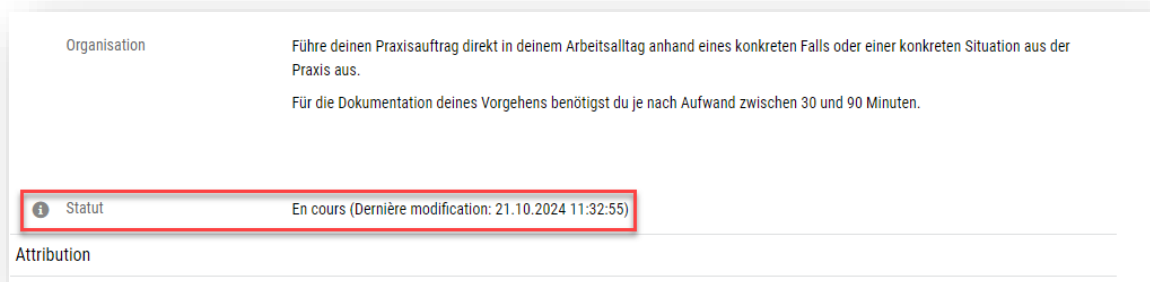 Organisation
Führe deinen Praxisauftrag direkt in deinem Arbeitsalltag anhand eines konkreten Falls oder einer konkreten Situation aus der
Praxis aus.
Für die Dokumentation deines Vorgehens benötigst du je nach Aufwand zwischen 30 und 90 Minuten.
Statut
En cours (Dernière modification: 21.10.2024 11:32:55)
Attribution